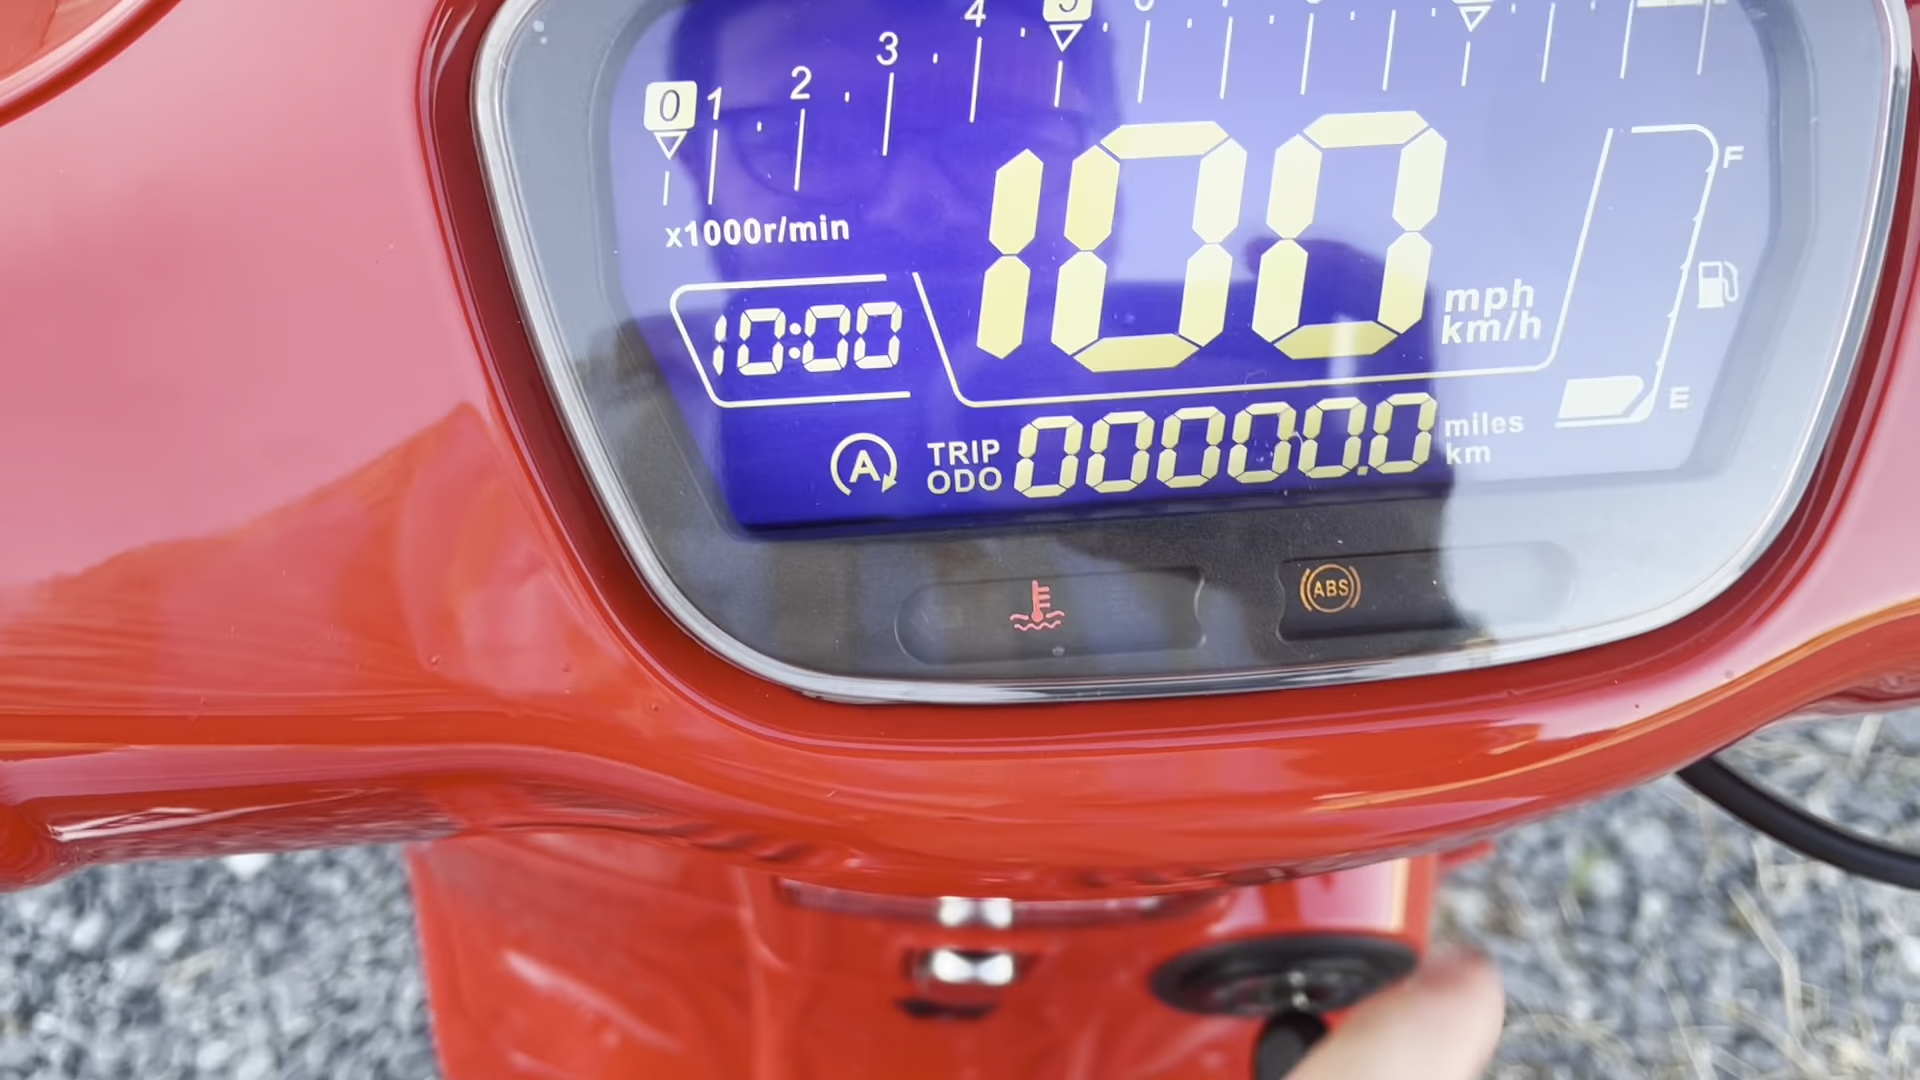 0 1 2 3 4 5
x1000r/min
10:00
100
mph
km/h
F
E
A
TRIP
ODO
00000.0
miles
km
ABS